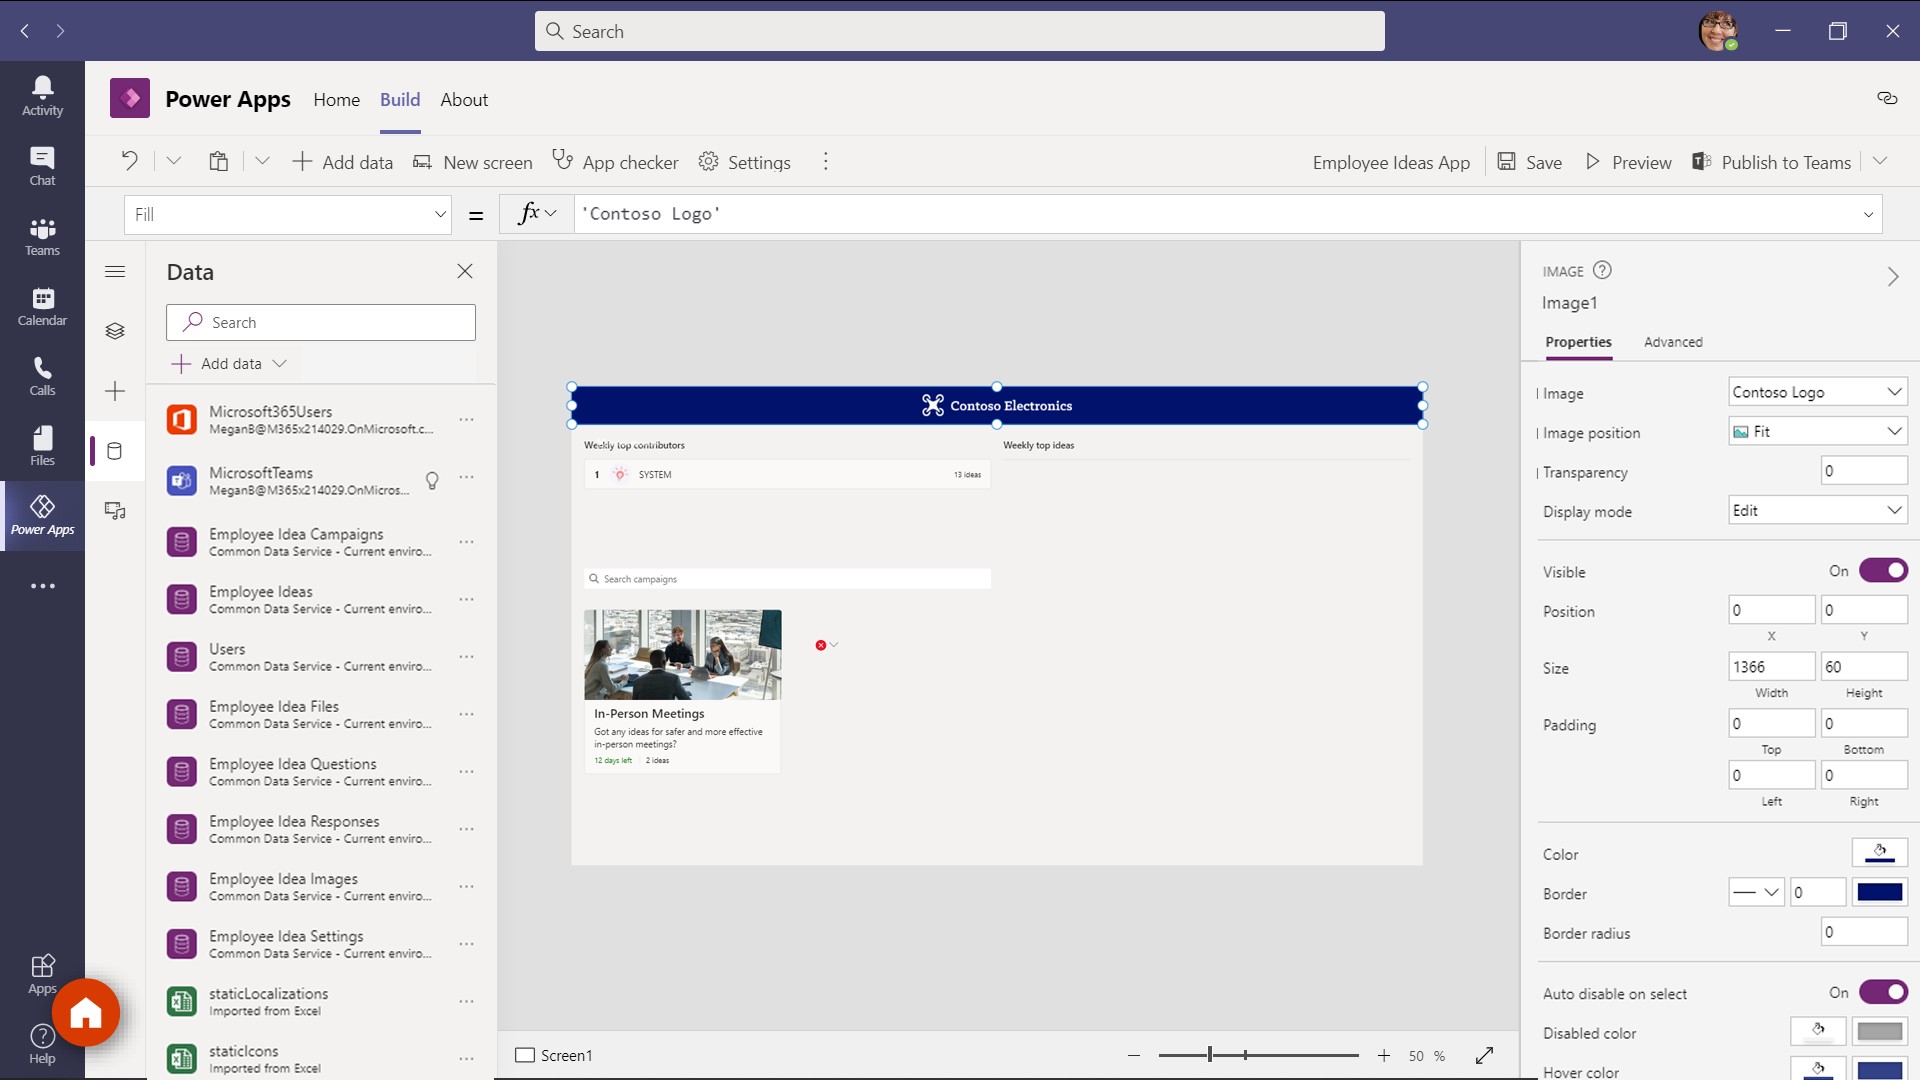 Search
Activity
Chat
Teams
Calendar
Calls
Files
Power Apps
Apps
Help
Power Apps
Home
Build
About
Add data
New screen
App checker
Settings
Employee Ideas App
Save
Preview
Publish to Teams
Fill
=
fx
'Contoso Logo'
Data
Search
Add data
Microsoft365Users
MeganB@M365x214029.OnMicrosoft.c...
MicrosoftTeams
MeganB@M365x214029.OnMicros...
Employee Idea Campaigns
Common Data Service - Current enviro...
Employee Ideas
Common Data Service - Current enviro...
Users
Common Data Service - Current enviro...
Employee Idea Files
Common Data Service - Current enviro...
Employee Idea Questions
Common Data Service - Current enviro...
Employee Idea Responses
Common Data Service - Current enviro...
Employee Idea Images
Common Data Service - Current enviro...
Employee Idea Settings
Common Data Service - Current enviro...
staticLocalizations
Imported from Excel
staticIcons
Imported from Excel
Contoso Electronics
Weekly top contributors
Weekly top ideas
1 SYSTEM 13 ideas
Search campaigns
In-Person Meetings
Got any ideas for safer and more effective
in-person meetings?
12 days left 2 ideas
Screen1
50 %
IMAGE
Image1
Properties
Advanced
Image Contoso Logo
Image position Fit
Transparency 0
Display mode Edit
Visible On
Position 0 0
X Y
Size 1366 60
Width Height
Padding 0 0
Top Bottom
0 0
Left Right
Color
Border 0
Border radius 0
Auto disable on select On
Disabled color
Hover color